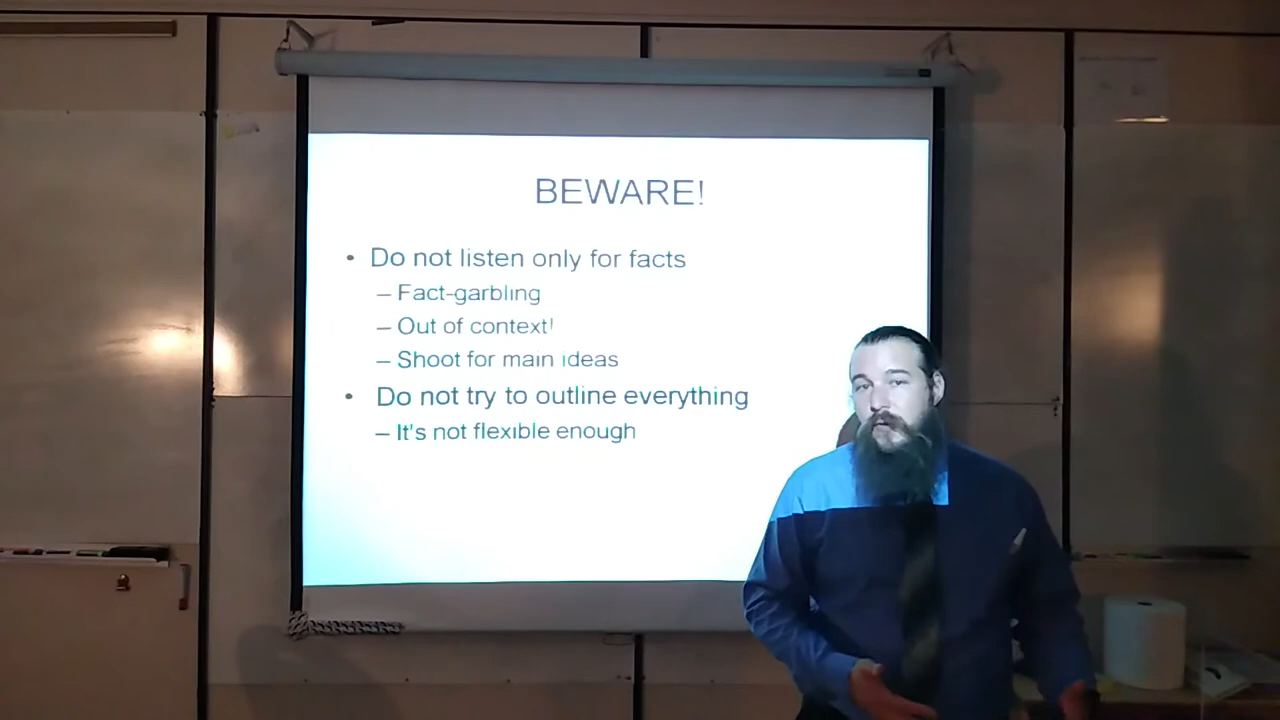 BEWARE!
• Do not listen only for facts
– Fact-garbling
– Out of context!
– Shoot for main ideas
• Do not try to outline everything
– It's not flexible enough